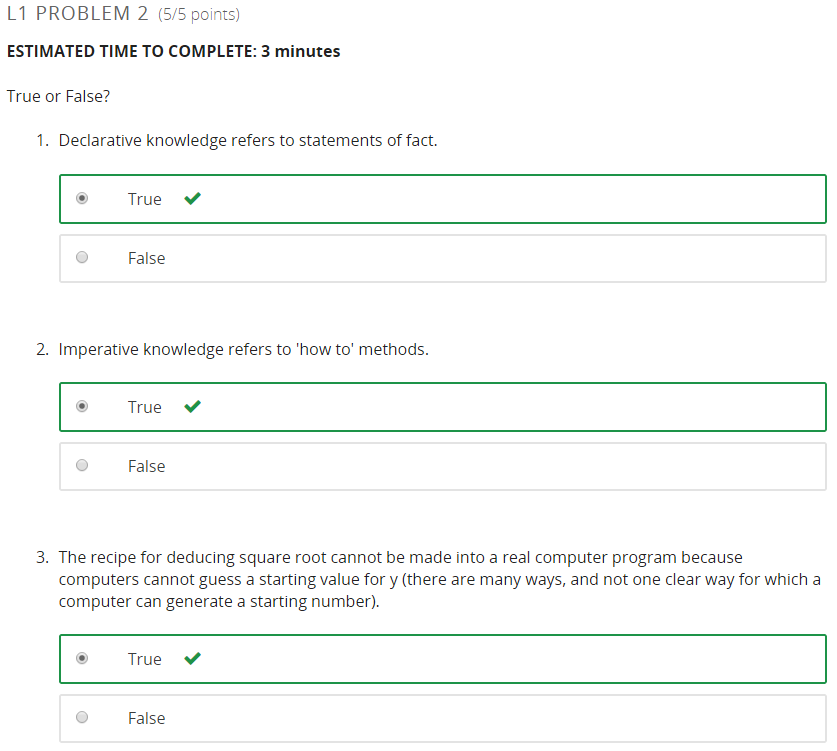 L1 PROBLEM 2 (5/5 points)
ESTIMATED TIME TO COMPLETE: 3 minutes
True or False?
1. Declarative knowledge refers to statements of fact.
True
False
2. Imperative knowledge refers to 'how to' methods.
True
False
3. The recipe for deducing square root cannot be made into a real computer program because
computers cannot guess a starting value for y (there are many ways, and not one clear way for which a
computer can generate a starting number).
True
False